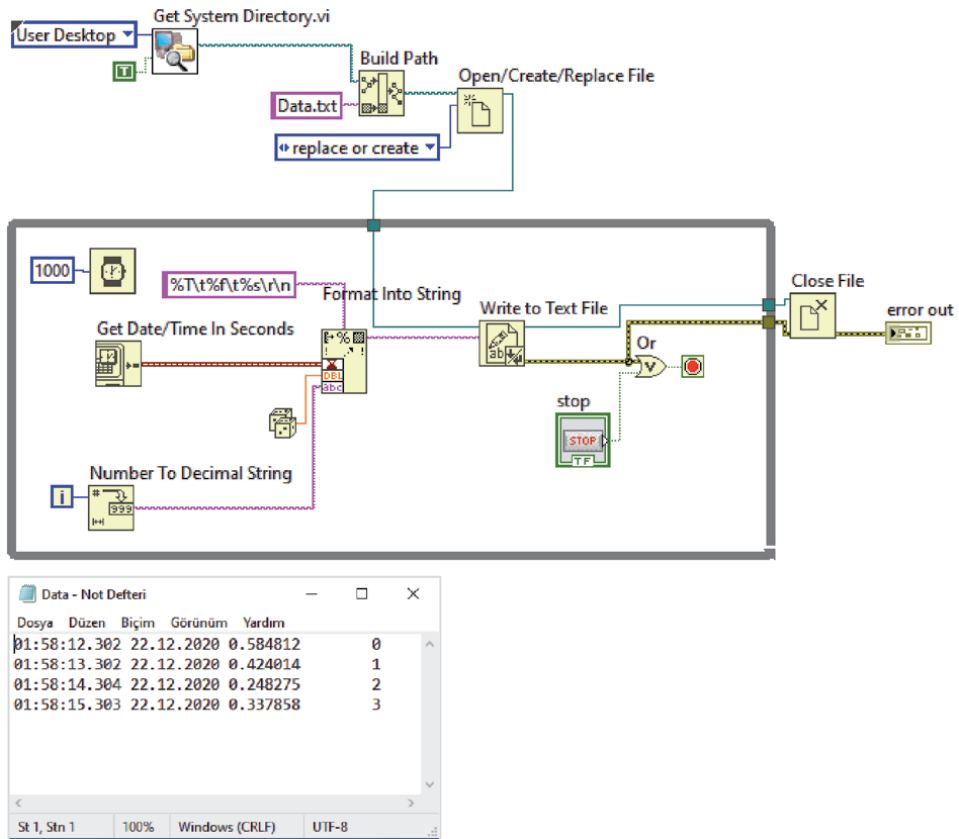 Get System Directory.vi
User Desktop
T
Build Path
Open/Create/Replace File
Data.txt
replace or create
1000
%T\t%f\t%s\r\n
Format Into String
Write to Text File
Close File
error out
Get Date/Time In Seconds
Or
DBL
abc
ab
stop
STOP
TF
Number To Decimal String
i
#
999
Data - Not Defteri
Dosya Düzen Biçim Görünüm Yardım
01:58:12.302 22.12.2020 0.584812 0
01:58:13.302 22.12.2020 0.424014 1
01:58:14.304 22.12.2020 0.248275 2
01:58:15.303 22.12.2020 0.337858 3
St 1, Stn 1 100% Windows (CRLF) UTF-8